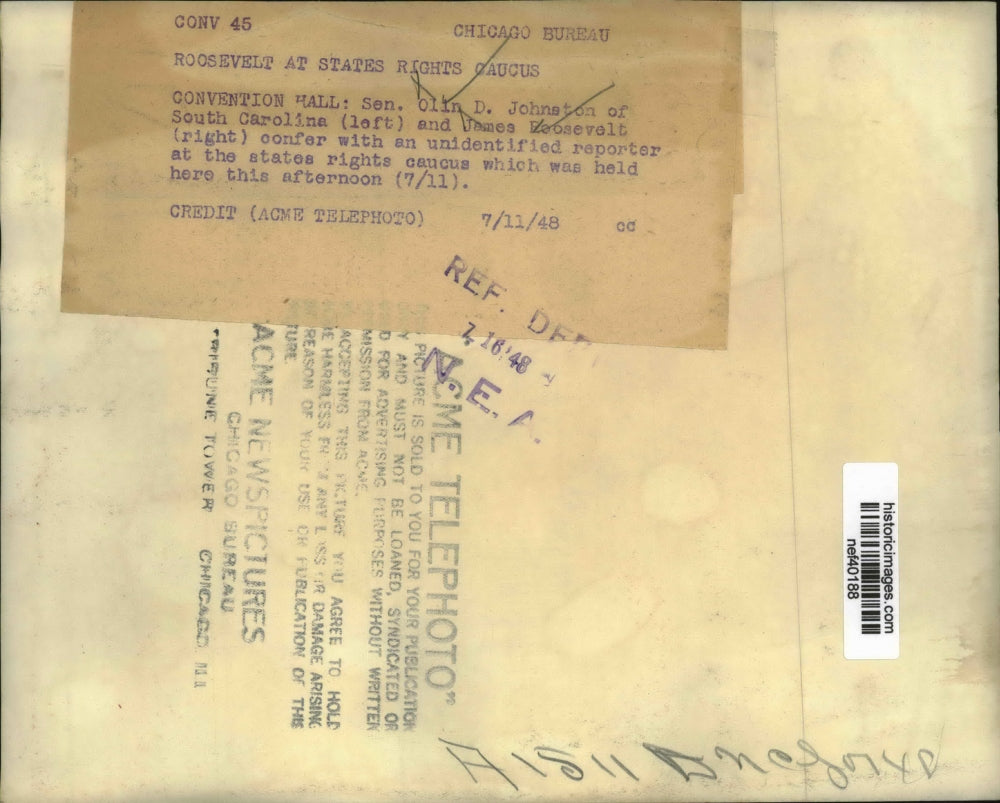 CONV 45 CHICAGO BUREAU
ROOSEVELT AT STATES RIGHTS CAUCUS
CONVENTION HALL: Sen. Olin D. Johnston of
South Carolina (left) and James Roosevelt
(right) confer with an unidentified reporter
at the states rights caucus which was held
here this afternoon (7/11).
CREDIT (ACME TELEPHOTO) 7/11/48 cc
REF. DEP
7 16 '48
N. E. A.
ACME TELEPHOTO"
PICTURE IS SOLD TO YOU FOR YOUR PUBLICATION
Y AND MUST NOT BE LOANED, SYNDICATED OR
D FOR ADVERTISING PURPOSES WITHOUT WRITTEN
MISSION FROM ACME.
ACCEPTING THIS PICTURE YOU AGREE TO HOLD
E HARMLESS FROM ANY LOSS OR DAMAGE ARISING
REASON OF YOUR USE OR PUBLICATION OF THIS
TURE
ACME NEWSPICTURES
CHICAGO BUREAU
TRIBUNE TOWER CHICAGO, ILL
historicimages.com
nef40188